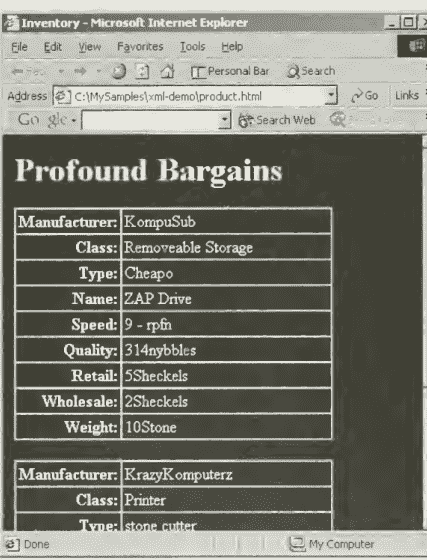 Inventory - Microsoft Internet Explorer
File Edit View Favorites Tools Help
Personal Bar Search
Address C:\MySamples\xml-demo\product.html Go Links
Google Search Web
Profound Bargains
Manufacturer: KompuSub
Class: Removeable Storage
Type: Cheapo
Name: ZAP Drive
Speed: 9 - rpfn
Quality: 314nybbles
Retail: 5Sheckels
Wholesale: 2Sheckels
Weight: 10Stone
Manufacturer: KrazyKomputerz
Class: Printer
Type: stone cutter
Done My Computer